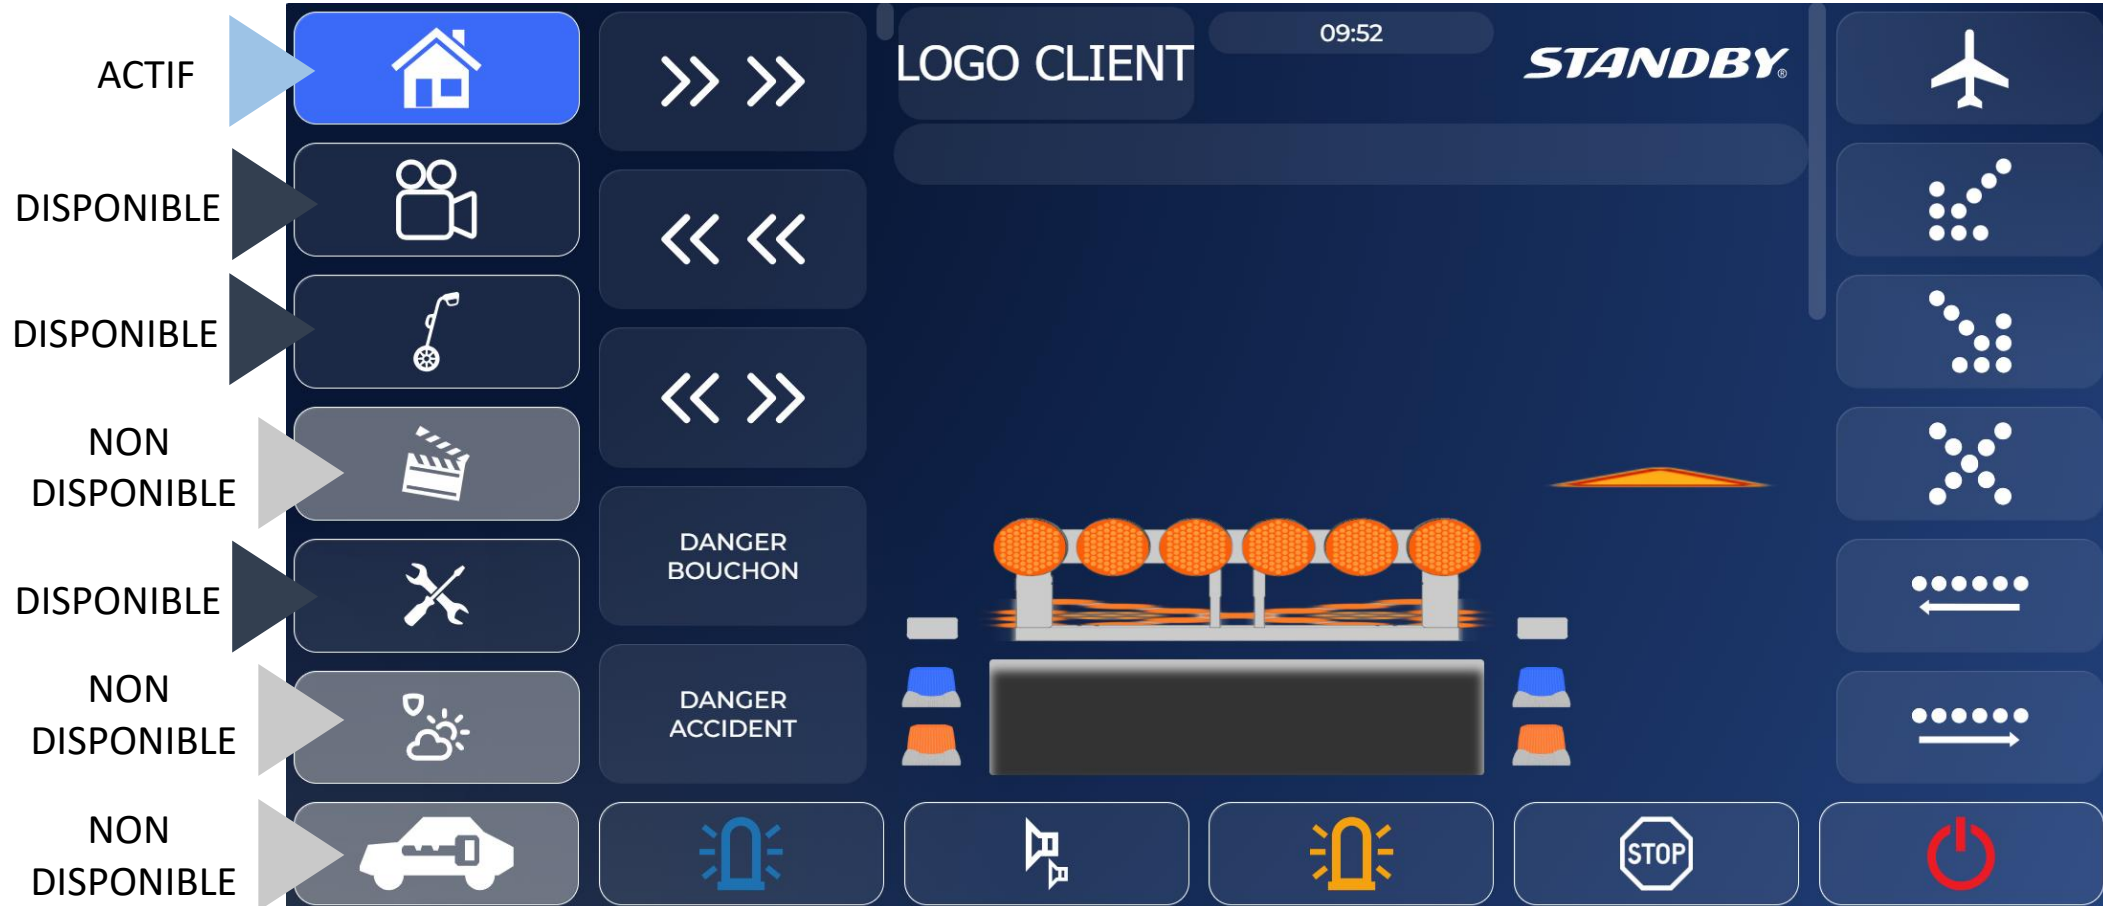 ACTIF
DISPONIBLE
DISPONIBLE
NON
DISPONIBLE
DISPONIBLE
NON
DISPONIBLE
NON
DISPONIBLE
DANGER
BOUCHON
DANGER
ACCIDENT
LOGO CLIENT
09:52
STANDBY®
STOP